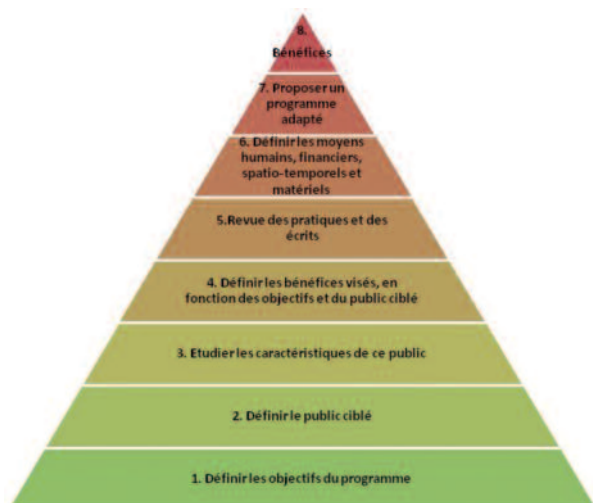 8.
Bénéfices
7. Proposer un
programme
adapté
6. Définir les moyens
humains, financiers,
spatio-temporels et
matériels
5.Revue des pratiques et des
écrits
4. Définir les bénéfices visés, en
fonction des objectifs et du public ciblé
3. Etudier les caractéristiques de ce public
2. Définir le public ciblé
1. Définir les objectifs du programme